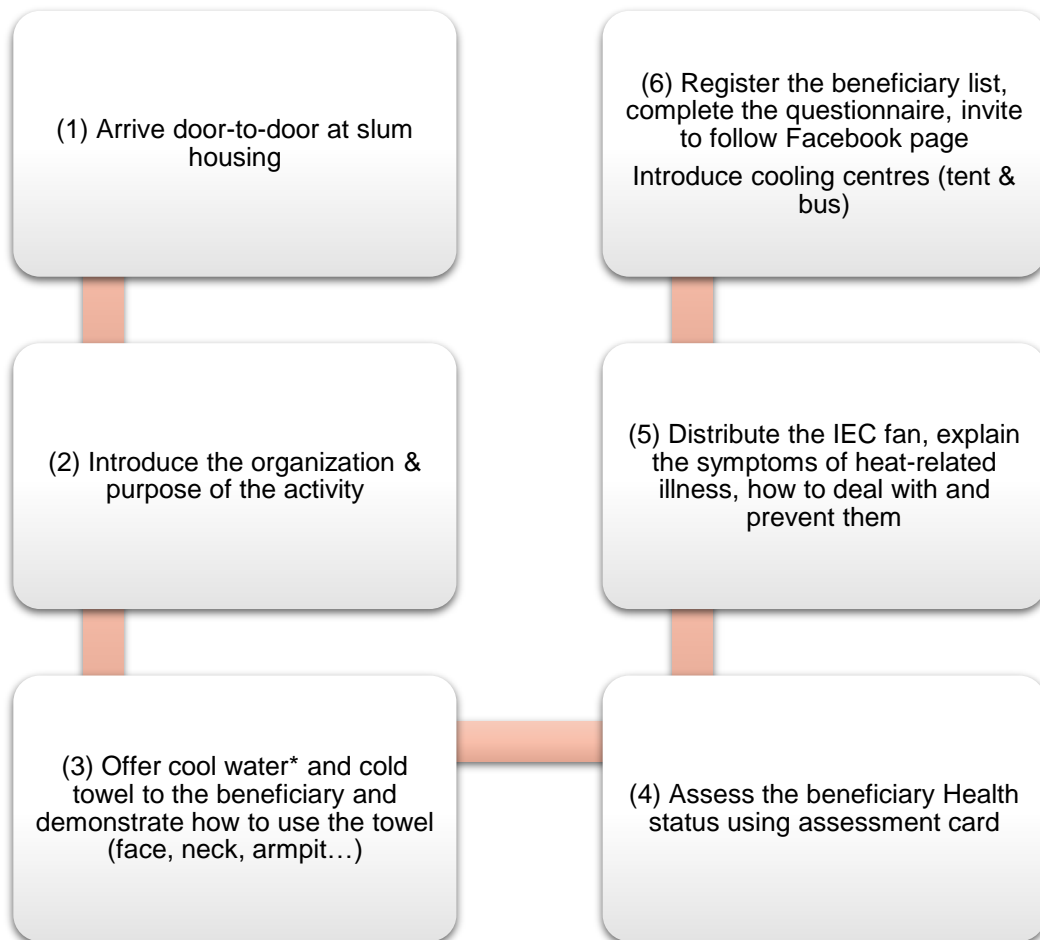 (1) Arrive door-to-door at slum
housing
(2) Introduce the organization &
purpose of the activity
(3) Offer cool water* and cold
towel to the beneficiary and
demonstrate how to use the towel
(face, neck, armpit…)
(4) Assess the beneficiary Health
status using assessment card
(5) Distribute the IEC fan, explain
the symptoms of heat-related
illness, how to deal with and
prevent them
(6) Register the beneficiary list,
complete the questionnaire, invite
to follow Facebook page
Introduce cooling centres (tent &
bus)